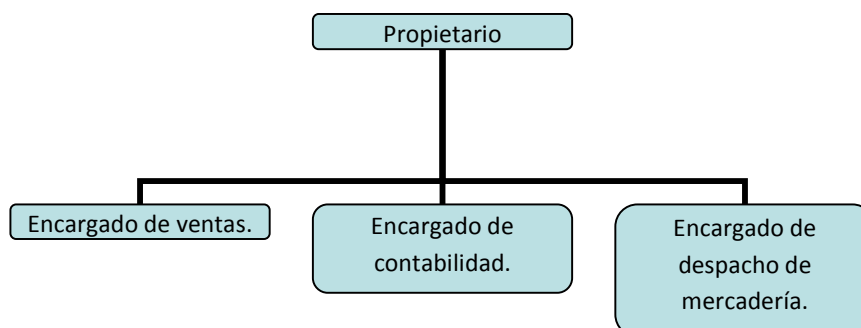 Propietario
Encargado de ventas.
Encargado de
contabilidad.
Encargado de
despacho de
mercadería.